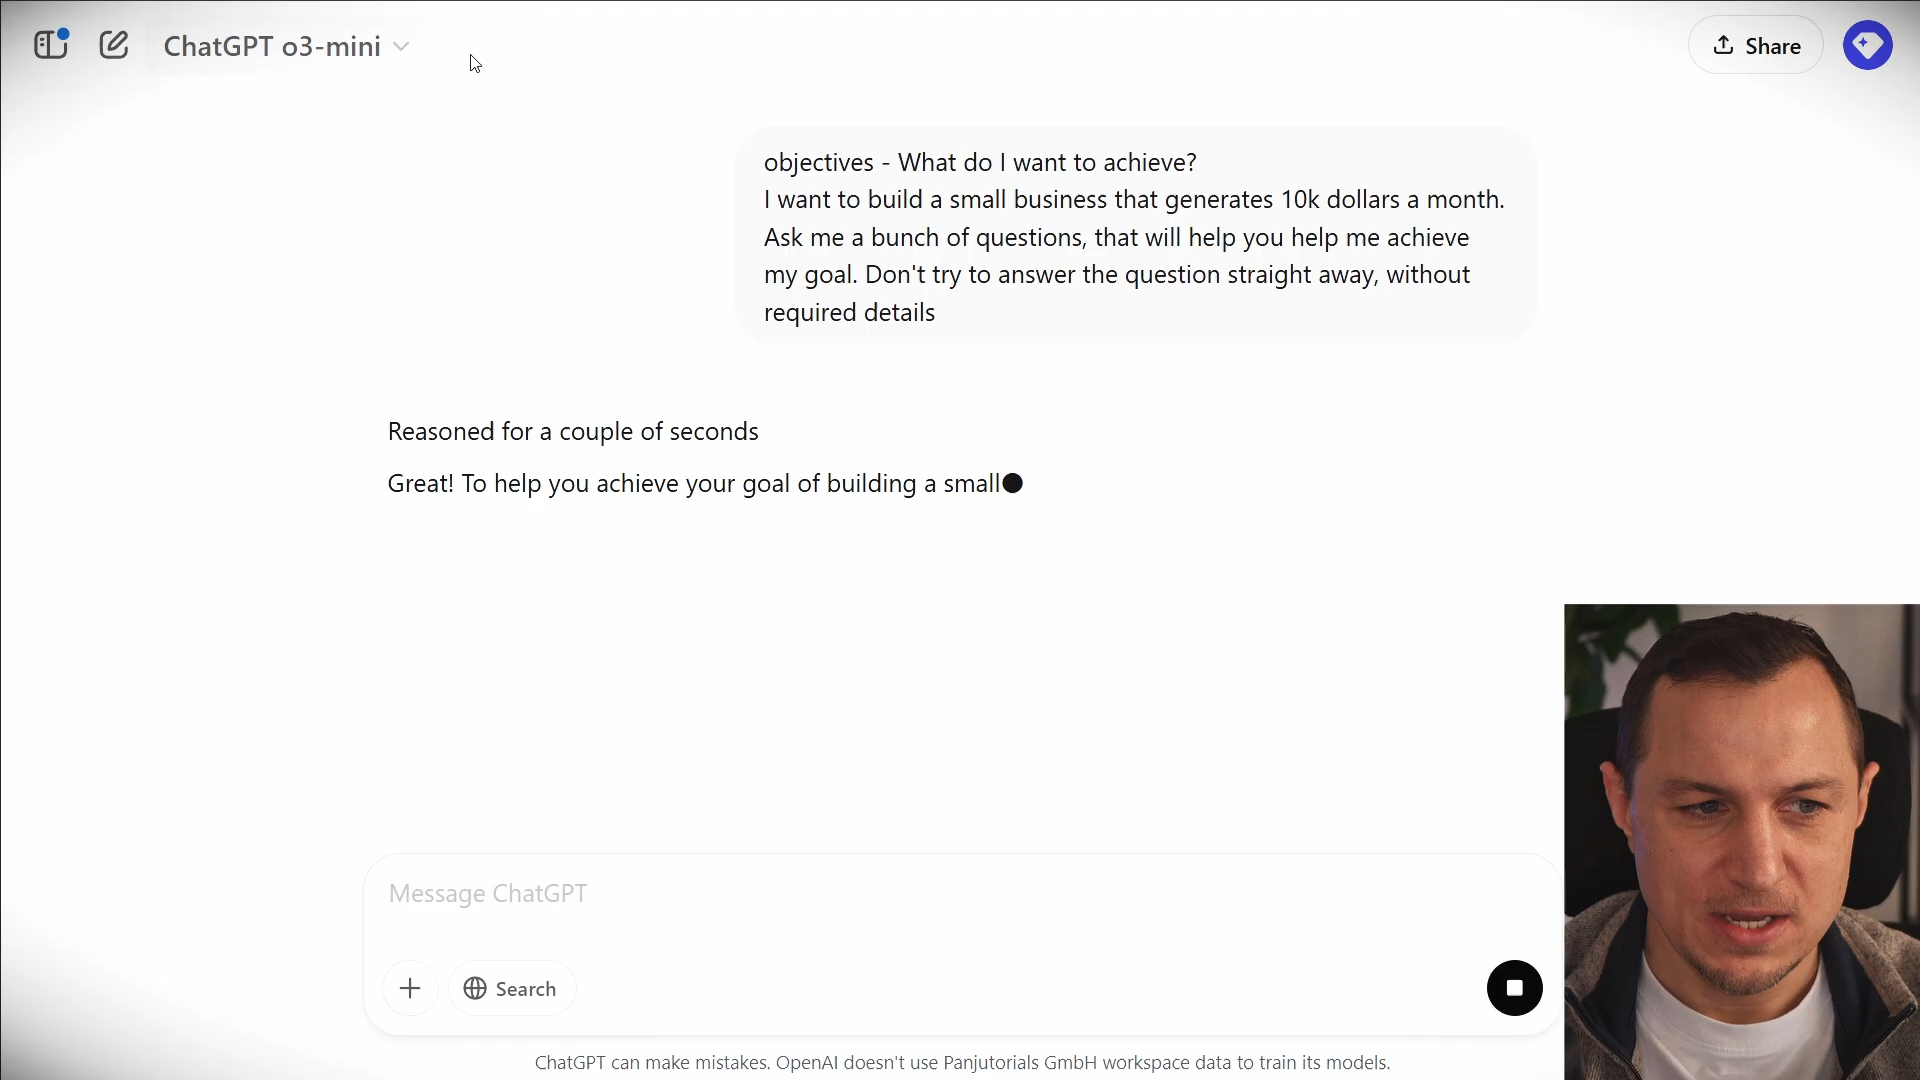 ChatGPT o3-mini
Share
objectives - What do I want to achieve?
I want to build a small business that generates 10k dollars a month.
Ask me a bunch of questions, that will help you help me achieve
my goal. Don't try to answer the question straight away, without
required details
Reasoned for a couple of seconds
Great! To help you achieve your goal of building a small
Message ChatGPT
Search
ChatGPT can make mistakes. OpenAI doesn't use Panjutorials GmbH workspace data to train its models.